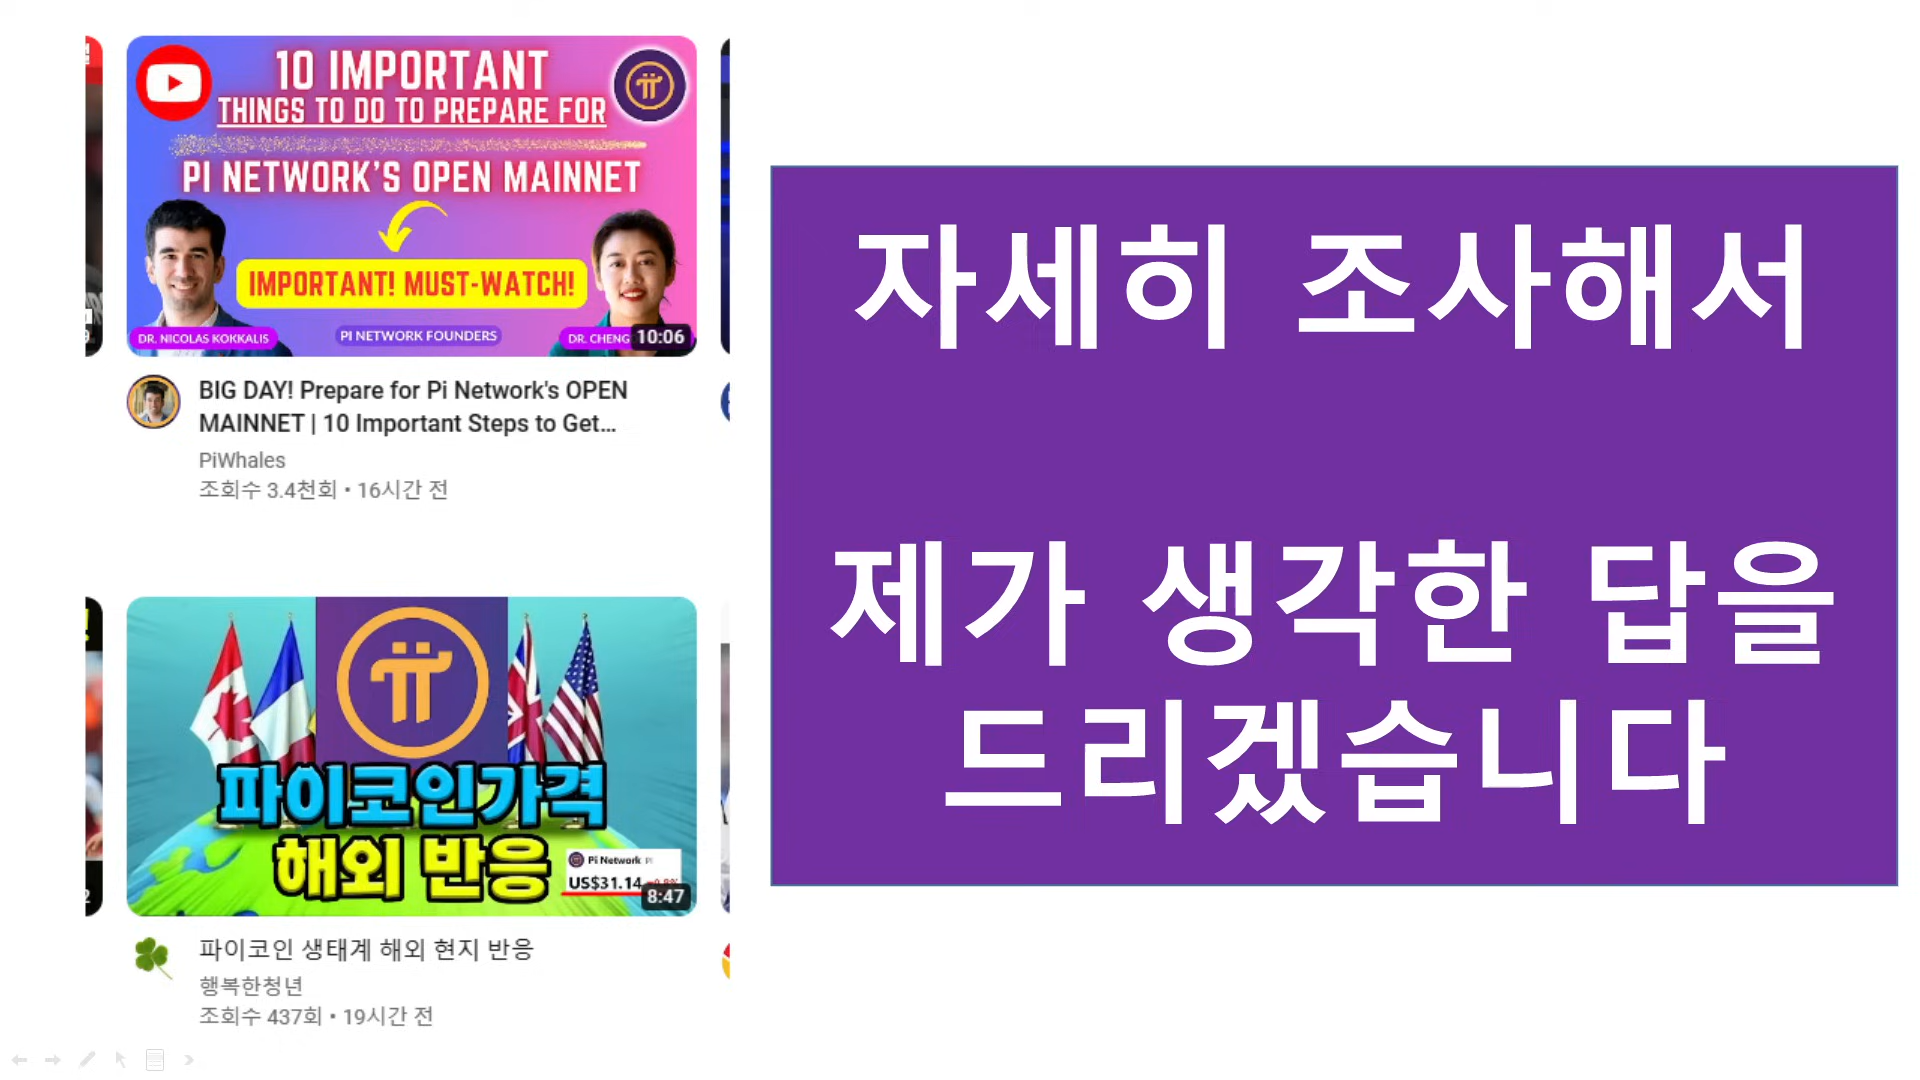 10 IMPORTANT
THINGS TO DO TO PREPARE FOR
PI NETWORK'S OPEN MAINNET
IMPORTANT! MUST-WATCH!
DR. NICOLAS KOKKALIS
PI NETWORK FOUNDERS
DR. CHENG
10:06
BIG DAY! Prepare for Pi Network's OPEN
MAINNET | 10 Important Steps to Get...
PiWhales
조회수 3.4천회 • 16시간 전
파이코인가격
해외 반응
Pi Network PI
US$31.14
8:47
파이코인 생태계 해외 현지 반응
행복한청년
조회수 437회 • 19시간 전
자세히 조사해서
제가 생각한 답을
드리겠습니다